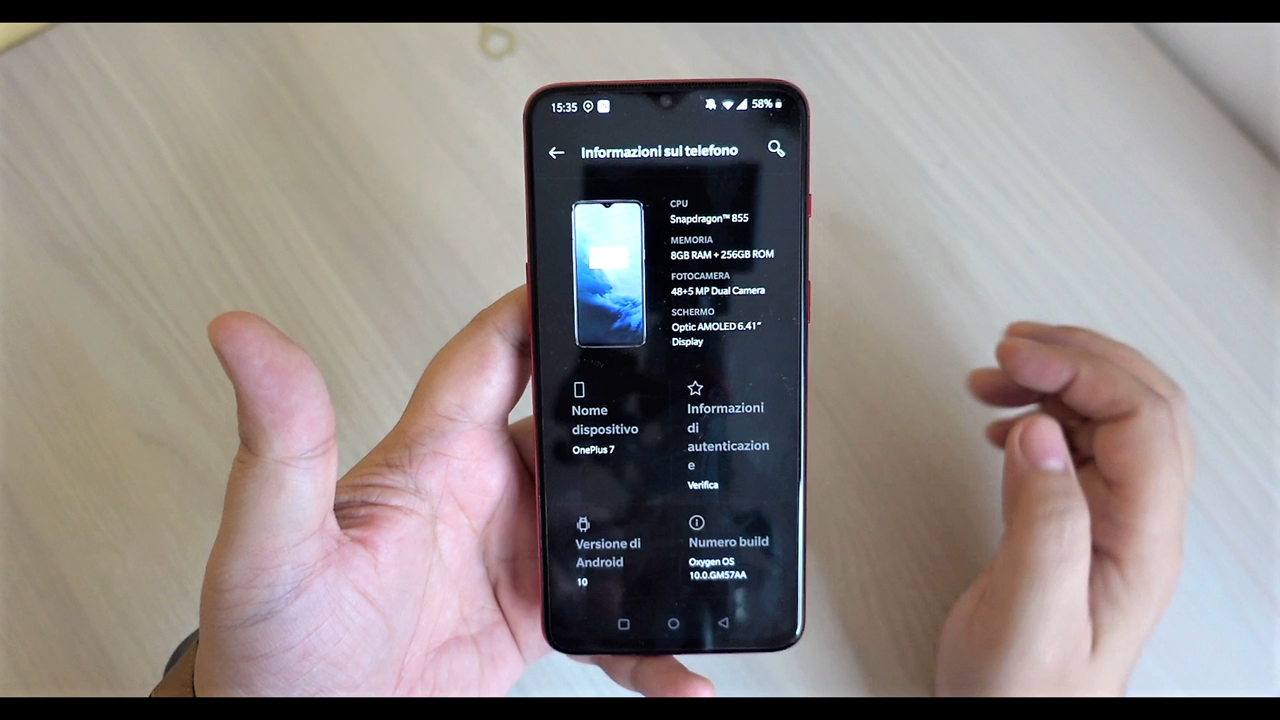 15:35 58%
Informazioni sul telefono
CPU
Snapdragon™ 855
MEMORIA
8GB RAM + 256GB ROM
FOTOCAMERA
48+5 MP Dual Camera
SCHERMO
Optic AMOLED 6.41"
Display
Nome
dispositivo
OnePlus 7
Informazioni
di
autenticazion
e
Verifica
Versione di
Android
10
Numero build
Oxygen OS
10.0.GM57AA